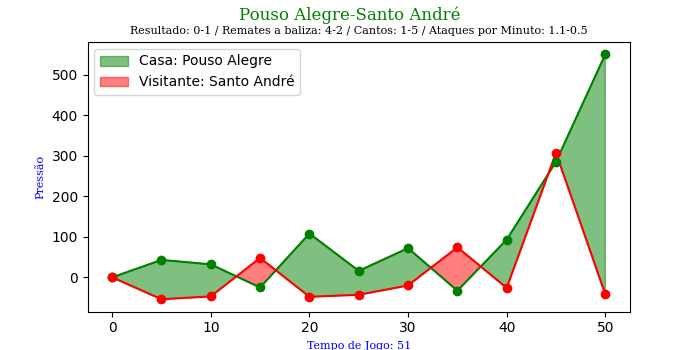 Pouso Alegre-Santo André
Resultado: 0-1 / Remates a baliza: 4-2 / Cantos: 1-5 / Ataques por Minuto: 1.1-0.5
Casa: Pouso Alegre
Visitante: Santo André
Pressão
500
400
300
200
100
0
0 10 20 30 40 50
Tempo de Jogo: 51